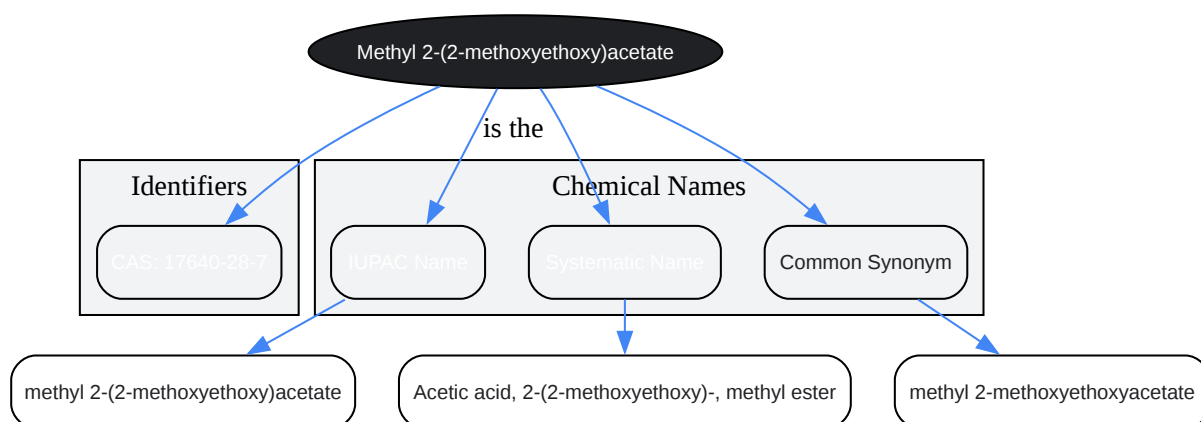 Methyl 2-(2-methoxyethoxy)acetate
is the
Identifiers
Chemical Names
CAS: 17640-28-7
IUPAC Name
Systematic Name
Common Synonym
methyl 2-(2-methoxyethoxy)acetate
Acetic acid, 2-(2-methoxyethoxy)-, methyl ester
methyl 2-methoxyethoxyacetate